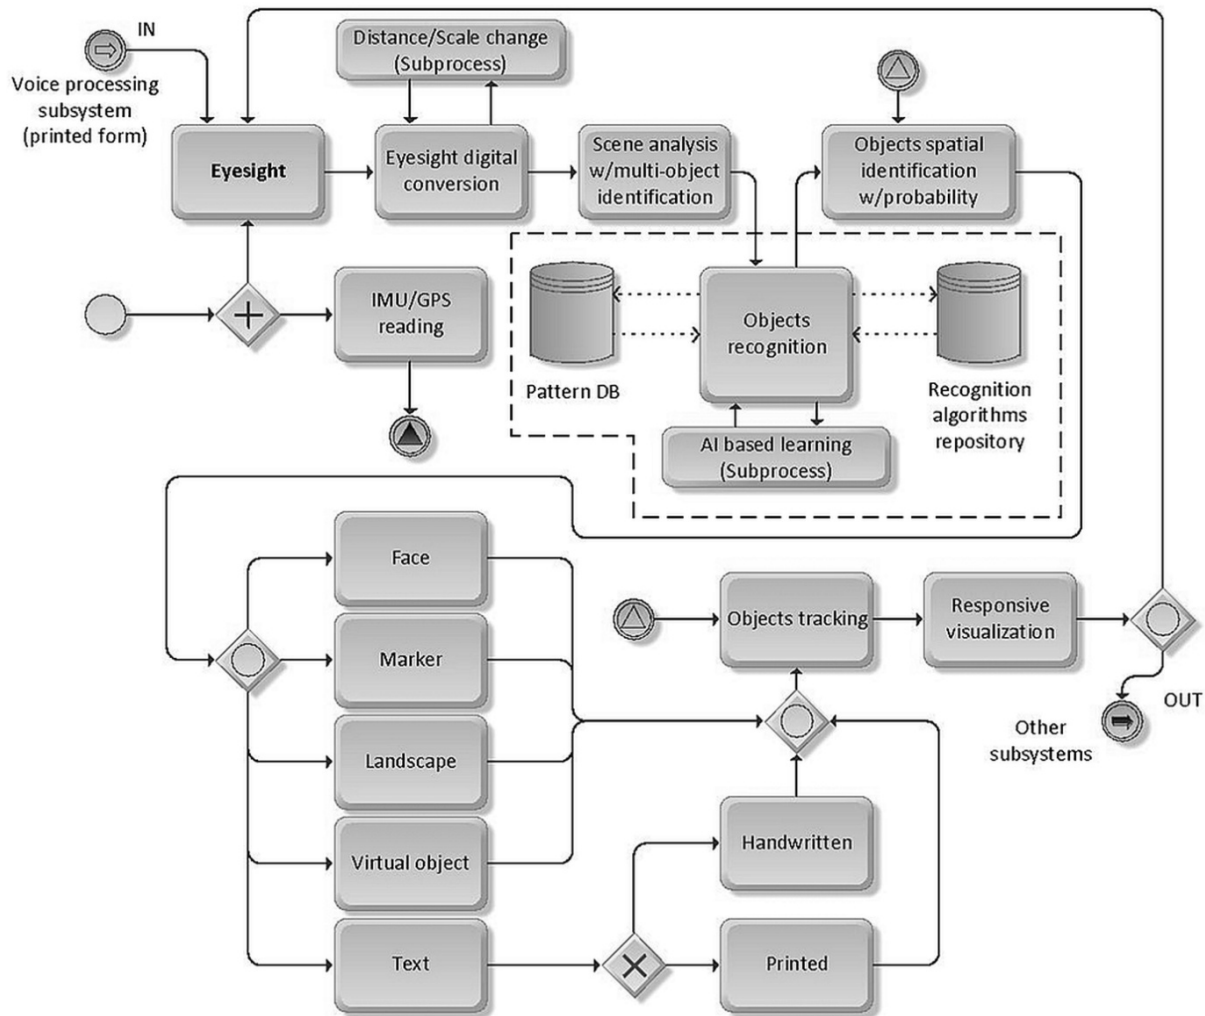 IN
Voice processing
subsystem
(printed form)
Distance/Scale change
(Subprocess)
Eyesight
Eyesight digital
conversion
Scene analysis
w/multi-object
identification
Objects spatial
identification
w/probability
IMU/GPS
reading
Pattern DB
Objects
recognition
Recognition
algorithms
repository
AI based learning
(Subprocess)
Face
Marker
Landscape
Virtual object
Text
Objects tracking
Responsive
visualization
OUT
Other
subsystems
Handwritten
Printed